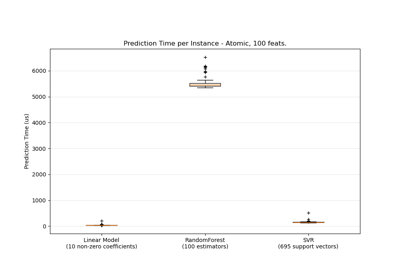 Prediction Time per Instance - Atomic, 100 feats.
6000
5000
4000
3000
2000
1000
0
Prediction Time (us)
Linear Model
(10 non-zero coefficients)
RandomForest
(100 estimators)
SVR
(695 support vectors)